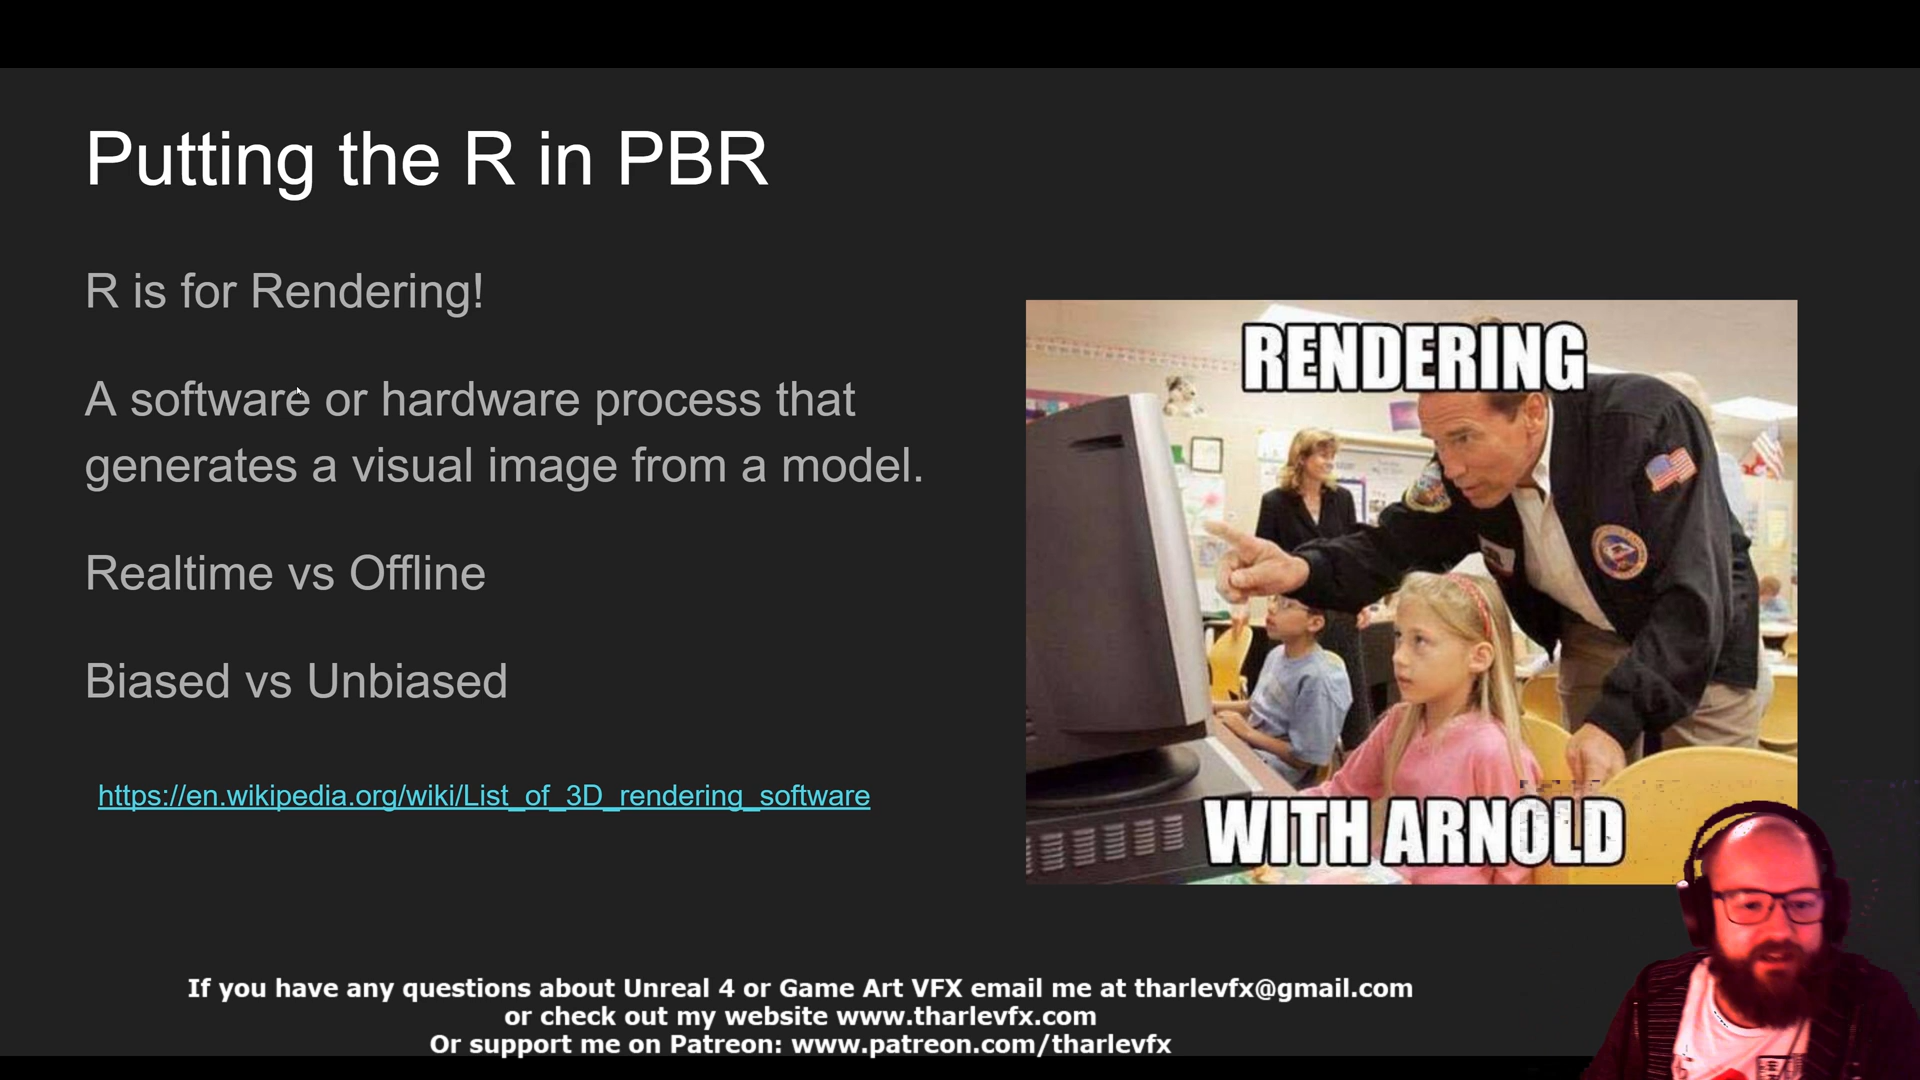 Putting the R in PBR
R is for Rendering!
A software or hardware process that
generates a visual image from a model.
Realtime vs Offline
Biased vs Unbiased
https://en.wikipedia.org/wiki/List_of_3D_rendering_software
RENDERING
WITH ARNOLD
If you have any questions about Unreal 4 or Game Art VFX email me at tharlevfx@gmail.com
or check out my website www.tharlevfx.com
Or support me on Patreon: www.patreon.com/tharlevfx